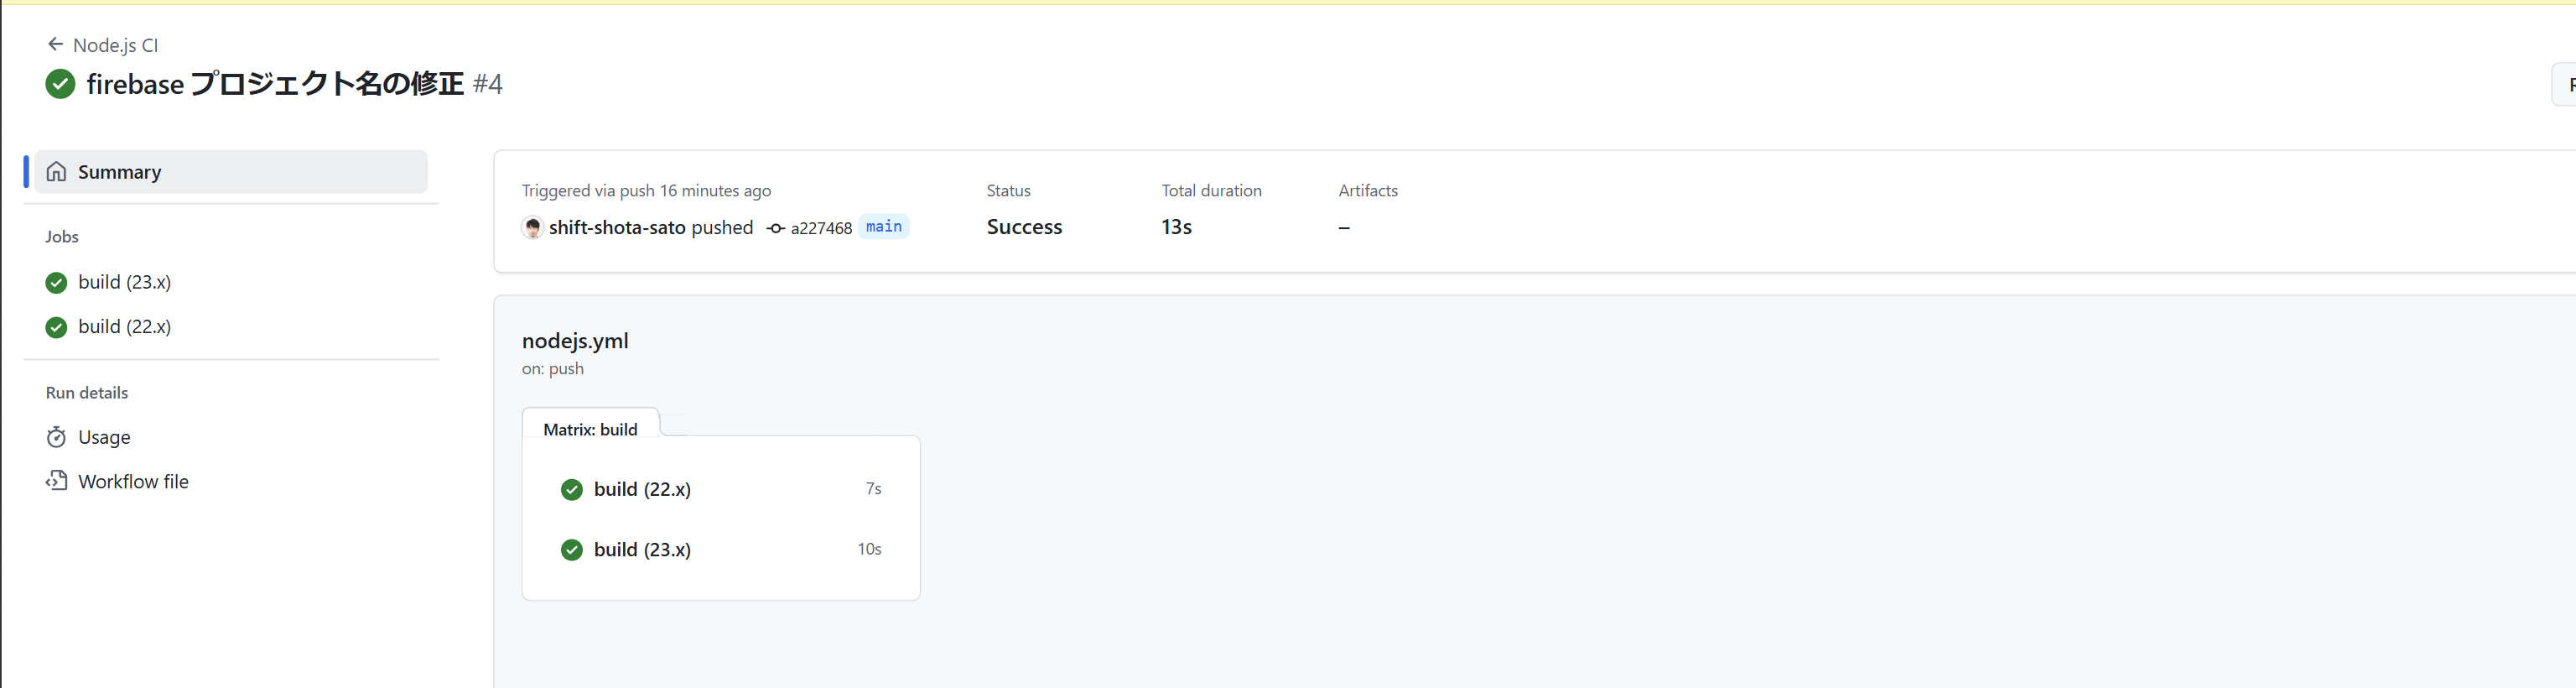 Node.js CI
firebase プロジェクト名の修正 #4
Summary
Jobs
build (23.x)
build (22.x)
Run details
Usage
Workflow file
Triggered via push 16 minutes ago
shift-shota-sato pushed a227468 main
Status
Success
Total duration
13s
Artifacts
–
nodejs.yml
on: push
Matrix: build
build (22.x) 7s
build (23.x) 10s